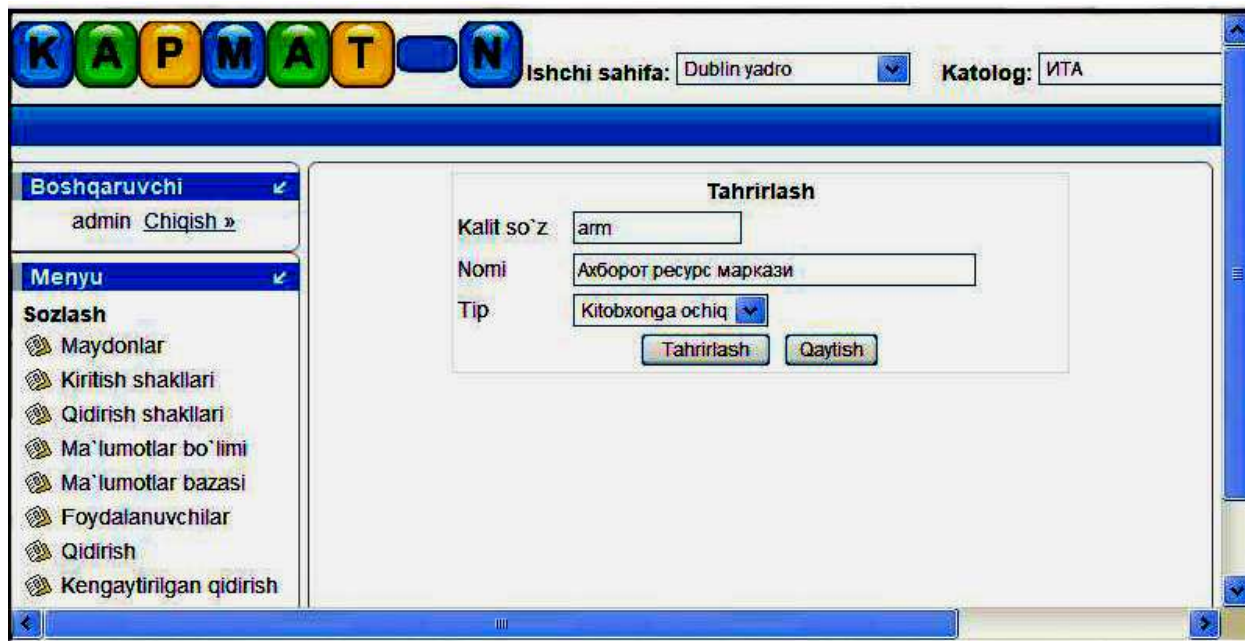 КАРМАТ-N
Ishchi sahifa: Dublin yadro Katolog: ИТА
Boshqaruvchi
admin Chiqish »
Menyu
Sozlash
Maydonlar
Kiritish shakllari
Qidirish shakllari
Ma`lumotlar bo`limi
Ma`lumotlar bazasi
Foydalanuvchilar
Qidirish
Kengaytirilgan qidirish
Tahrirlash
Kalit so`z arm
Nomi Ахборот ресурс маркази
Tip Kitobxonga ochiq
Tahrirlash Qaytish